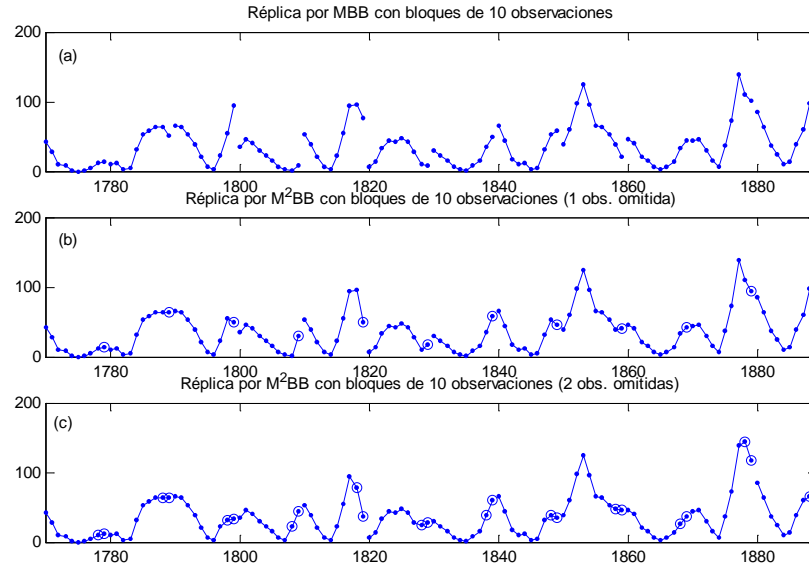 Réplica por MBB con bloques de 10 observaciones
200
(a)
100
0
1780 1800 1820 1840 1860 1880
Réplica por M²BB con bloques de 10 observaciones (1 obs. omitida)
200
(b)
100
0
1780 1800 1820 1840 1860 1880
Réplica por M²BB con bloques de 10 observaciones (2 obs. omitidas)
200
(c)
100
0
1780 1800 1820 1840 1860 1880